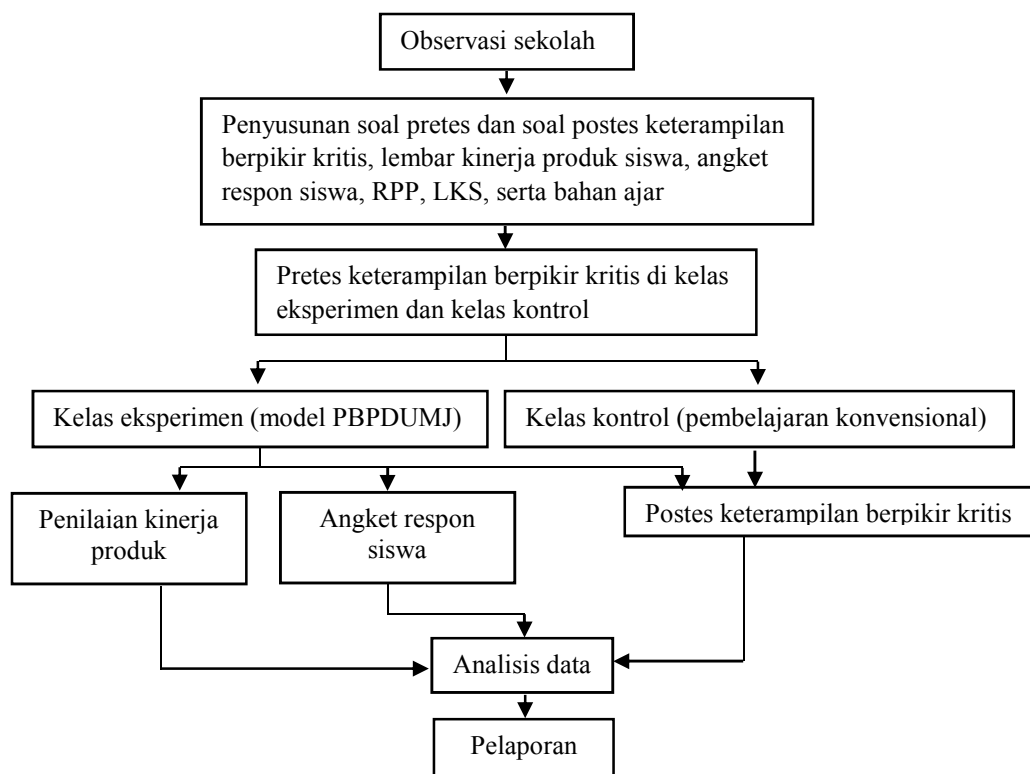 Observasi sekolah
Penyusunan soal pretes dan soal postes keterampilan
berpikir kritis, lembar kinerja produk siswa, angket
respon siswa, RPP, LKS, serta bahan ajar
Pretes keterampilan berpikir kritis di kelas
eksperimen dan kelas kontrol
Kelas eksperimen (model PBPDUMJ)
Kelas kontrol (pembelajaran konvensional)
Penilaian kinerja
produk
Angket respon
siswa
Postes keterampilan berpikir kritis
Analisis data
Pelaporan